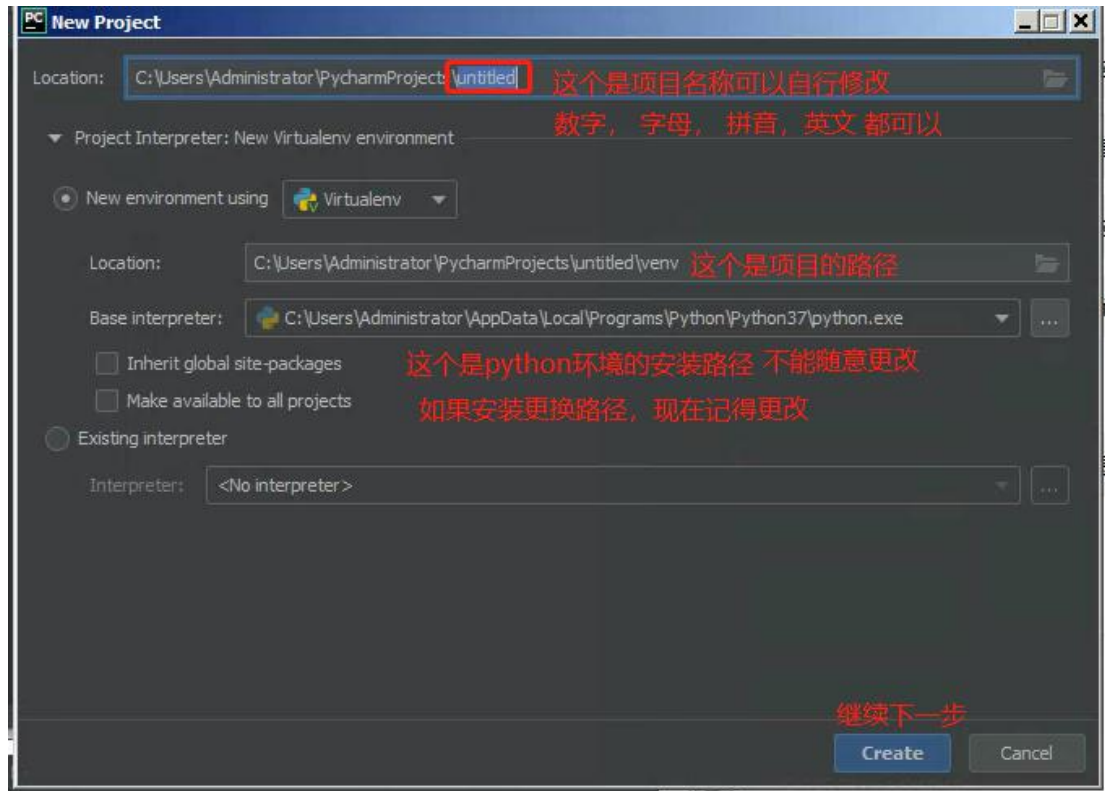 New Project
Location: C:\Users\Administrator\PycharmProjects\untitled 这个是项目名称可以自行修改
数字， 字母， 拼音，英文 都可以
Project Interpreter: New Virtualenv environment
New environment using Virtualenv
Location: C:\Users\Administrator\PycharmProjects\untitled\venv 这个是项目的路径
Base interpreter: C:\Users\Administrator\AppData\Local\Programs\Python\Python37\python.exe ...
Inherit global site-packages 这个是python环境的安装路径 不能随意更改
Make available to all projects 如果安装更换路径，现在记得更改
Existing interpreter
Interpreter: <No interpreter> ...
继续下一步
Create Cancel